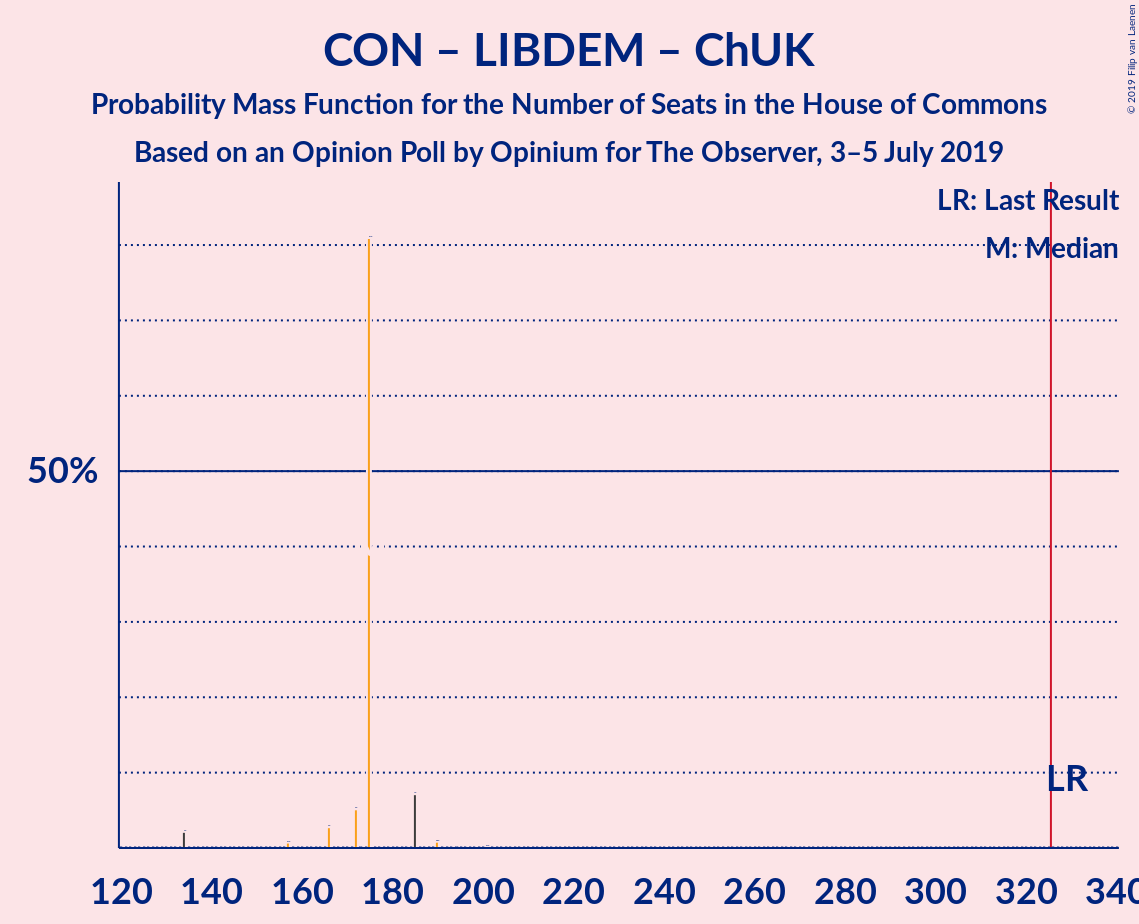 CON – LIBDEM – ChUK
Probability Mass Function for the Number of Seats in the House of Commons
Based on an Opinion Poll by Opinium for The Observer, 3–5 July 2019
© 2019 Filip van Laenen
LR: Last Result
M: Median
50%
LR
120 140 160 180 200 220 240 260 280 300 320 340